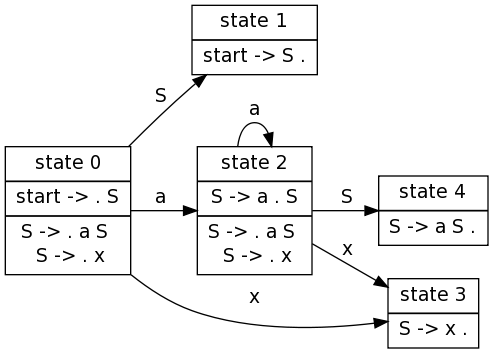 state 1
start -> S .
S
a
state 0
start -> . S
S -> . a S
S -> . x
a
state 2
S -> a . S
S -> . a S
S -> . x
S
state 4
S -> a S .
x
x
state 3
S -> x .